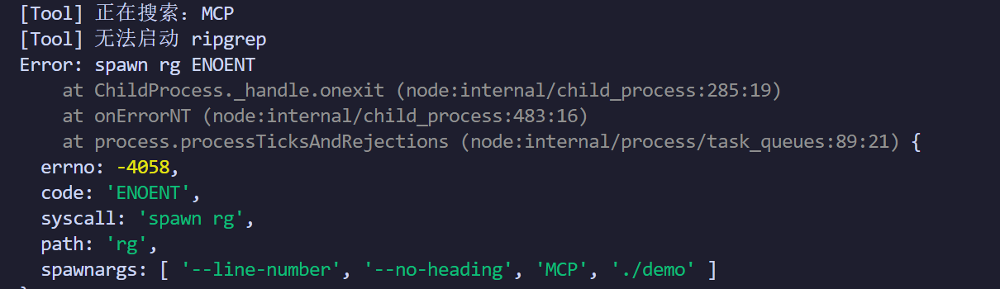 [Tool] 正在搜索：MCP
[Tool] 无法启动 ripgrep
Error: spawn rg ENOENT
    at ChildProcess._handle.onexit (node:internal/child_process:285:19)
    at onErrorNT (node:internal/child_process:483:16)
    at process.processTicksAndRejections (node:internal/process/task_queues:89:21) {
  errno: -4058,
  code: 'ENOENT',
  syscall: 'spawn rg',
  path: 'rg',
  spawnargs: [ '--line-number', '--no-heading', 'MCP', './demo' ]